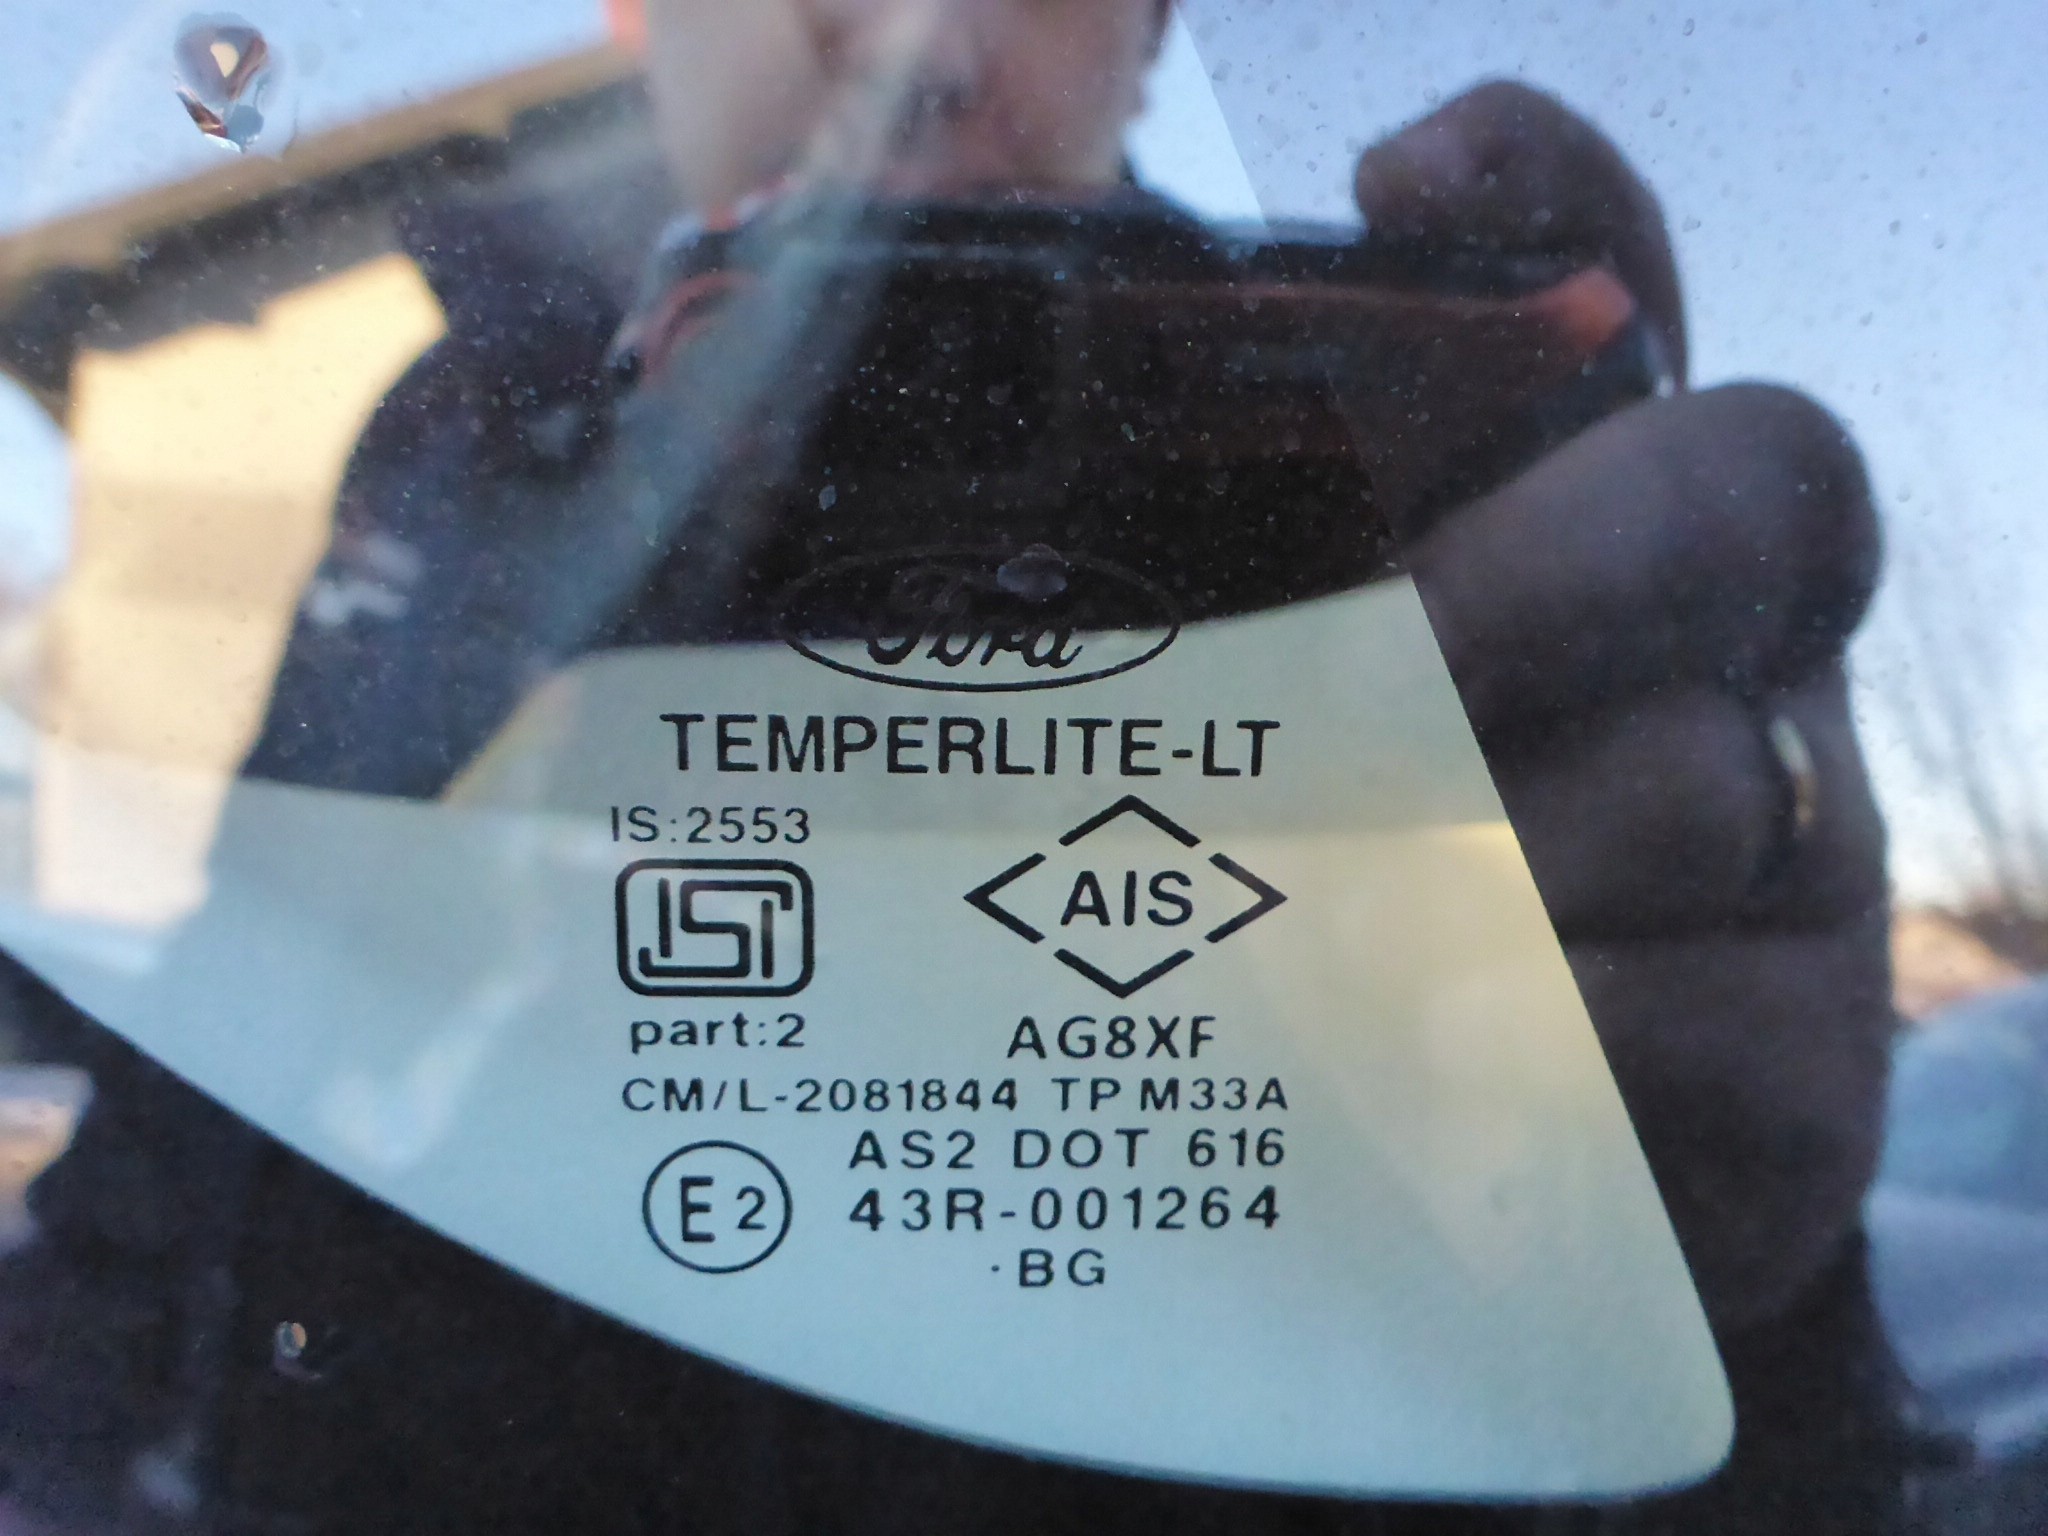 Ford
TEMPERLITE-LT
IS:2553
ISI
AIS
part:2
AG8XF
CM/L-2081844 TP M33A
AS2 DOT 616
E2 43R-001264
·BG